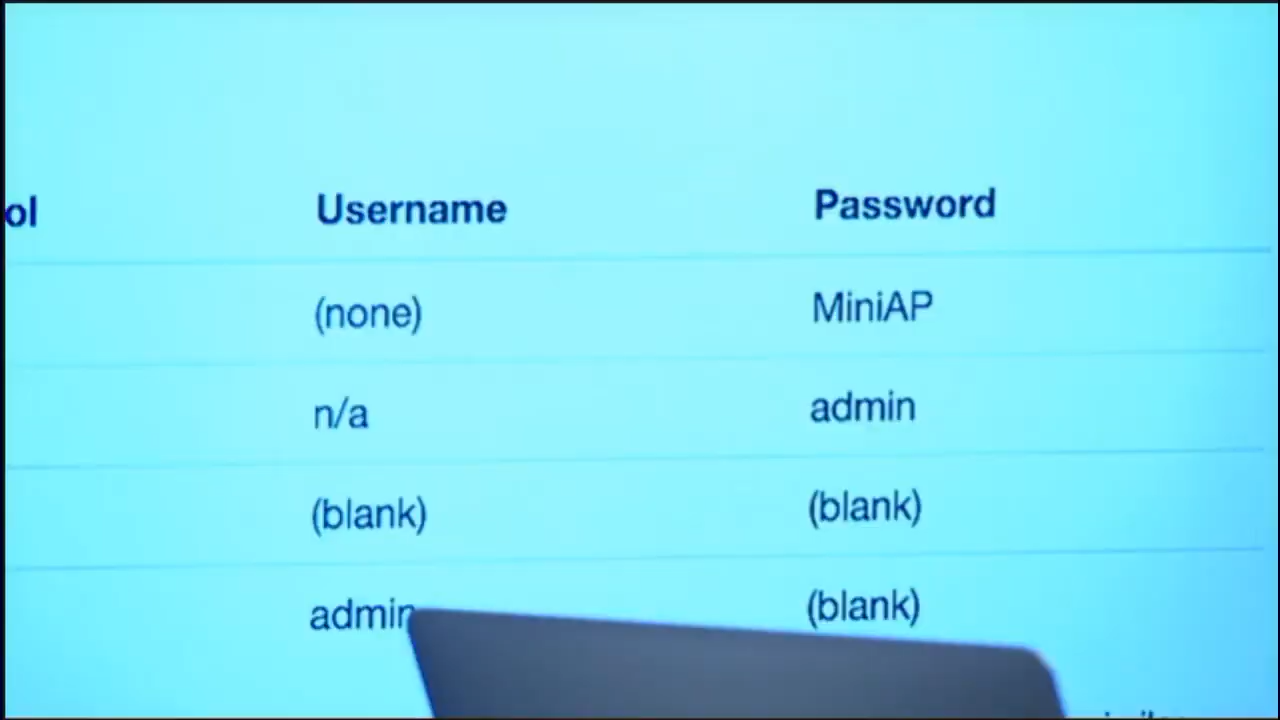 ol Username Password
(none) MiniAP
n/a admin
(blank) (blank)
admin (blank)